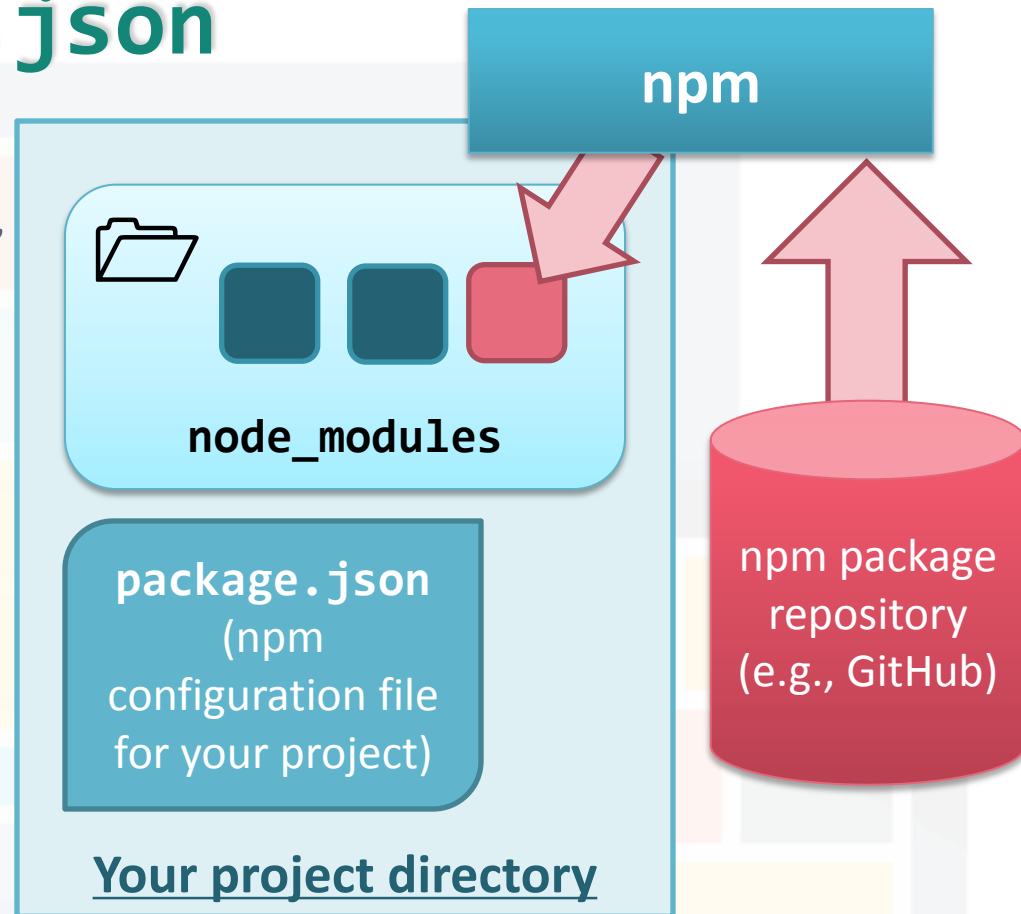 json
npm
node_modules
package.json
(npm
configuration file
for your project)
Your project directory
npm package
repository
(e.g., GitHub)